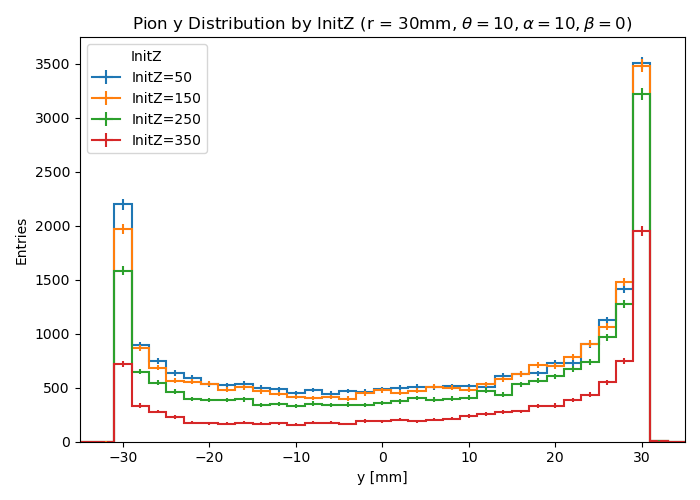 Pion y Distribution by InitZ (r = 30mm, θ = 10, α = 10, β = 0)
InitZ
InitZ=50
InitZ=150
InitZ=250
InitZ=350
3500
3000
2500
2000
1500
1000
500
0
Entries
−30
−20
−10
0
10
20
30
y [mm]